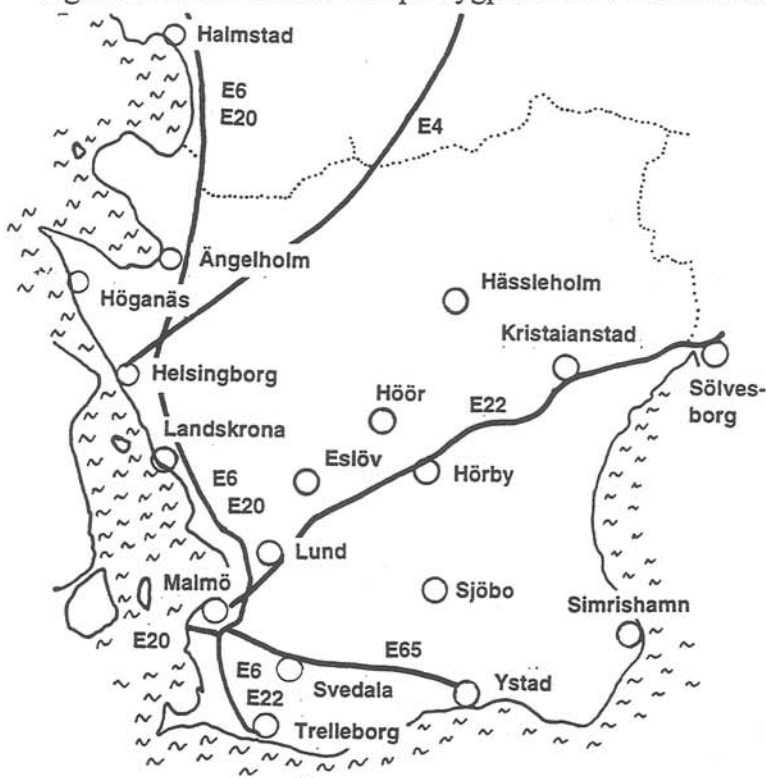 Halmstad
E6
E20
E4
Ängelholm
Höganäs
Hässleholm
Kristaianstad
Helsingborg
Sölves-
borg
Höör
E22
Landskrona
Eslöv
Hörby
E6
E20
Lund
Malmö
Sjöbo
Simrishamn
E20
E65
E6
E22
Svedala
Ystad
Trelleborg